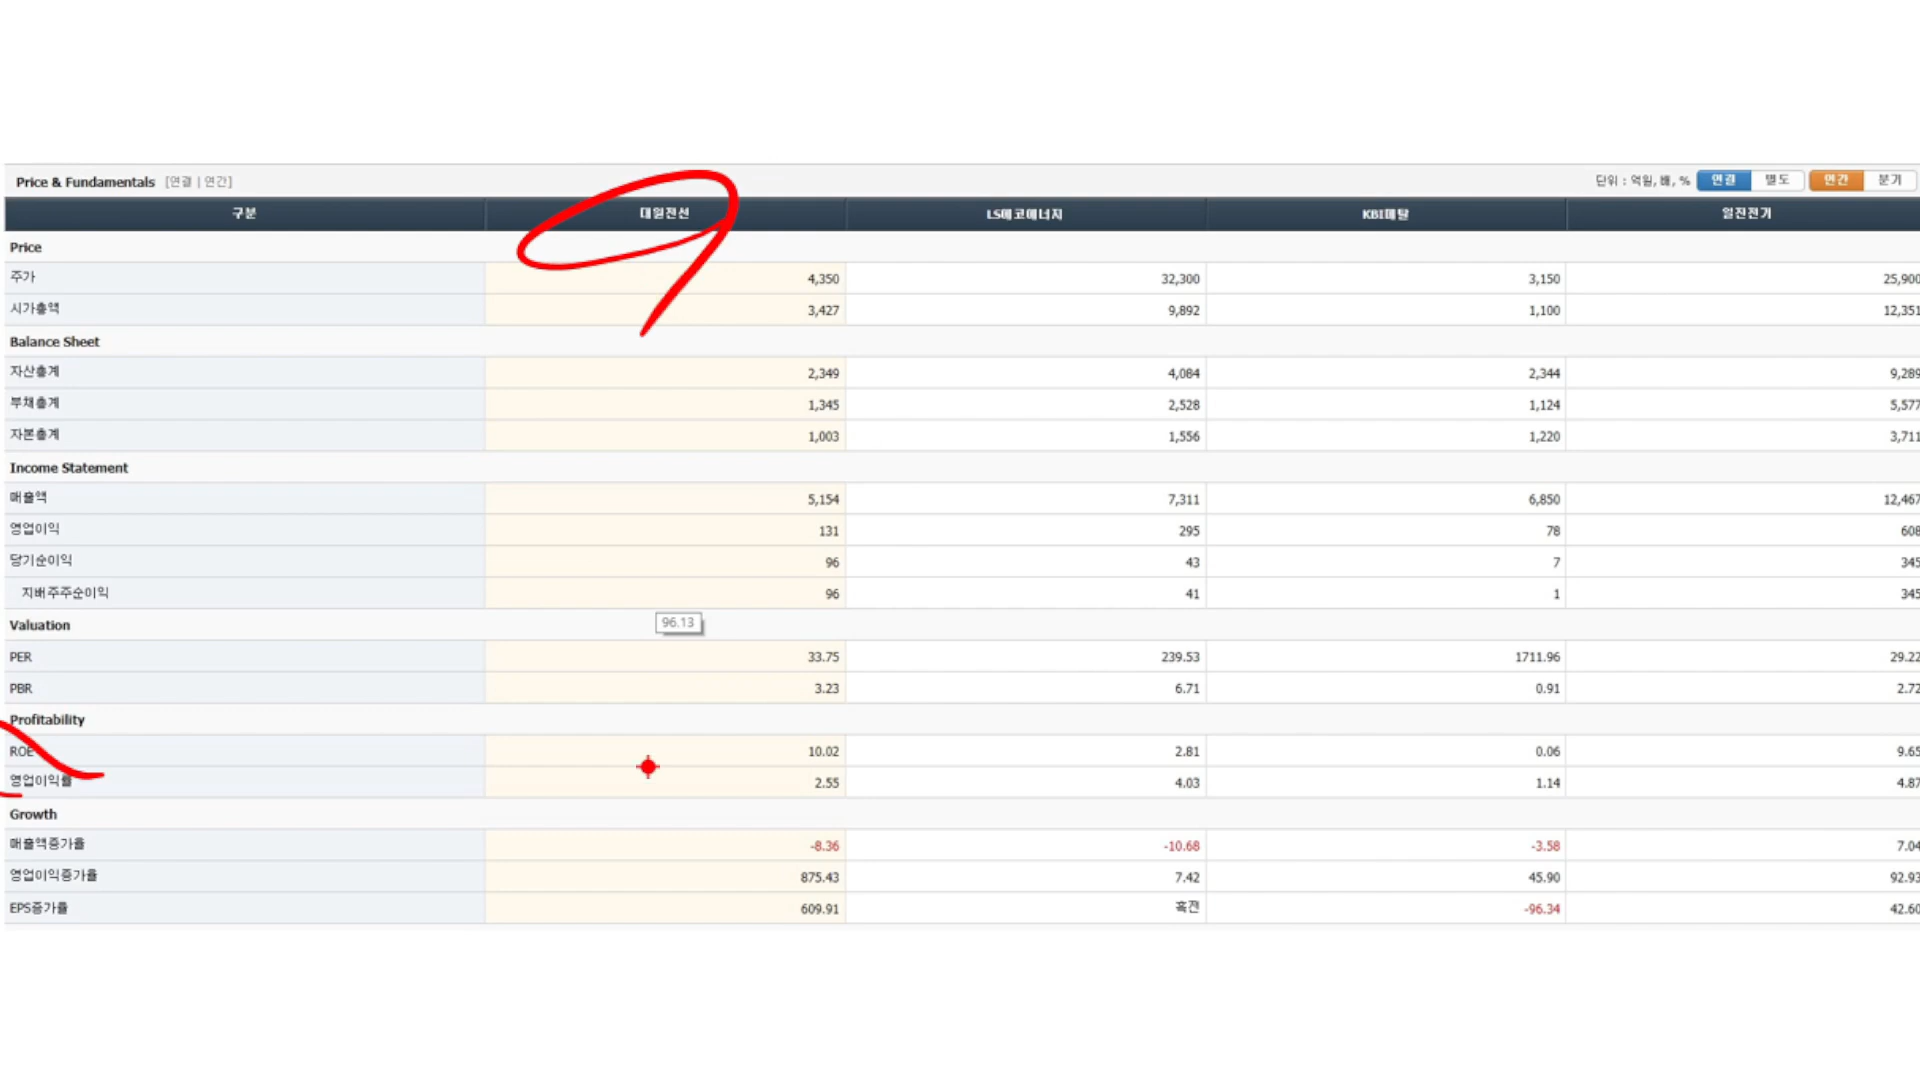 Price & Fundamentals [연결 | 연간] 단위 : 억원, 배, % 연결 별도 연간 분기
구분 대원전선 LS에코에너지 KBI메탈 일진전기
Price
주가 4,350 32,300 3,150 25,900
시가총액 3,427 9,892 1,100 12,351
Balance Sheet
자산총계 2,349 4,084 2,344 9,289
부채총계 1,345 2,528 1,124 5,577
자본총계 1,003 1,556 1,220 3,711
Income Statement
매출액 5,154 7,311 6,850 12,467
영업이익 131 295 78 608
당기순이익 96 43 7 345
지배주주순이익 96 41 1 345
96.13
Valuation
PER 33.75 239.53 1711.96 29.22
PBR 3.23 6.71 0.91 2.72
Profitability
ROE 10.02 2.81 0.06 9.65
영업이익률 2.55 4.03 1.14 4.87
Growth
매출액증가율 -8.36 -10.68 -3.58 7.04
영업이익증가율 875.43 7.42 45.90 92.93
EPS증가율 609.91 흑전 -96.34 42.60